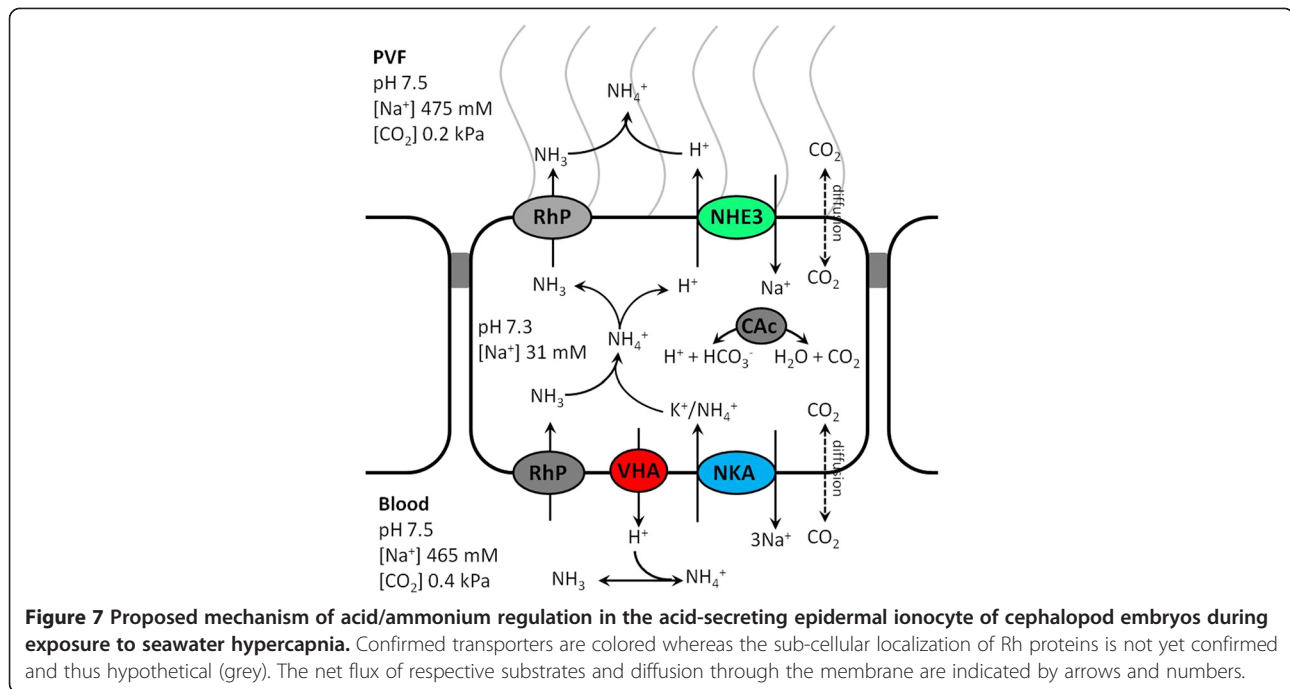 PVF
pH 7.5
[Na⁺] 475 mM
[CO₂] 0.2 kPa
NH₄⁺
NH₃
H⁺
CO₂
diffusion
RhP
NHE3
CO₂
NH₃
H⁺
Na⁺
pH 7.3
[Na⁺] 31 mM
NH₄⁺
CAc
H⁺ + HCO₃⁻
H₂O + CO₂
NH₃
K⁺/NH₄⁺
CO₂
diffusion
RhP
VHA
NKA
Blood
pH 7.5
[Na⁺] 465 mM
[CO₂] 0.4 kPa
H⁺
3Na⁺
CO₂
NH₃
NH₄⁺
Figure 7 Proposed mechanism of acid/ammonium regulation in the acid-secreting epidermal ionocyte of cephalopod embryos during
exposure to seawater hypercapnia. Confirmed transporters are colored whereas the sub-cellular localization of Rh proteins is not yet confirmed
and thus hypothetical (grey). The net flux of respective substrates and diffusion through the membrane are indicated by arrows and numbers.